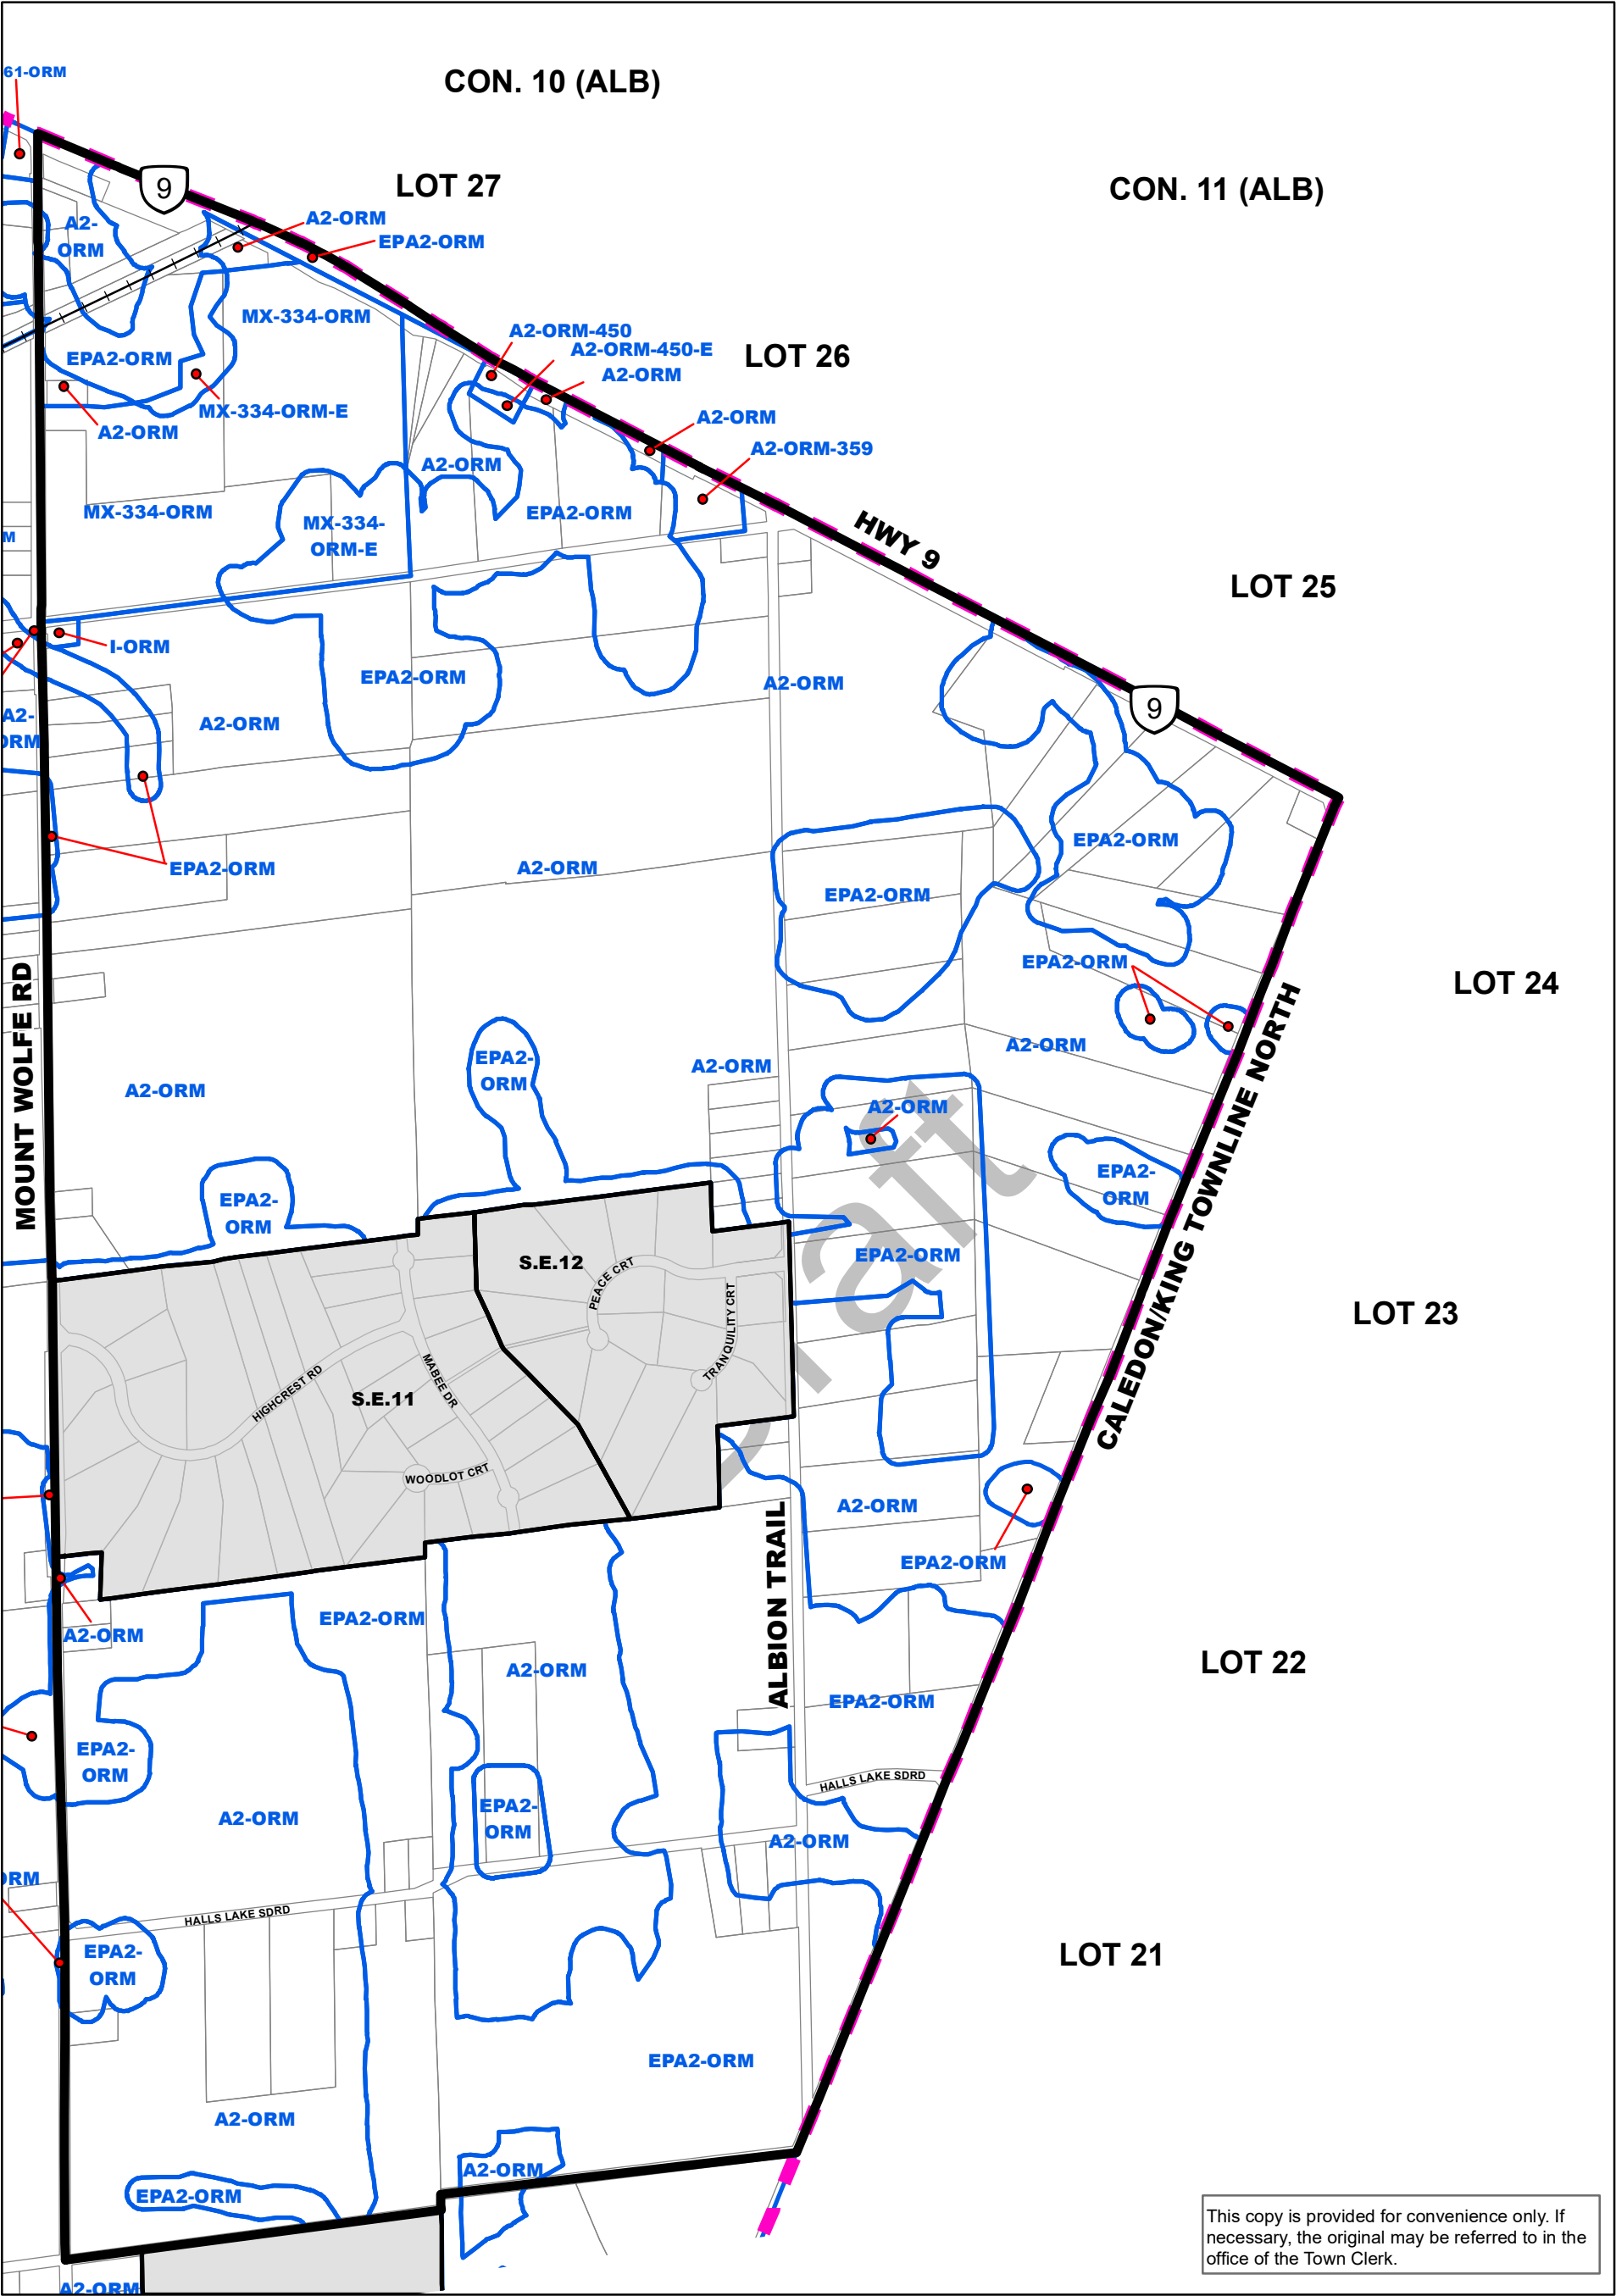 61-ORM
CON. 10 (ALB)
9
LOT 27
CON. 11 (ALB)
A2-ORM
EPA2-ORM
A2-
ORM
MX-334-ORM
A2-ORM-450
A2-ORM-450-E
LOT 26
EPA2-ORM
A2-ORM
MX-334-ORM-E
A2-ORM
A2-ORM
A2-ORM-359
A2-ORM
MX-334-ORM
MX-334-
ORM-E
EPA2-ORM
M
HWY 9
LOT 25
I-ORM
EPA2-ORM
A2-ORM
9
A2-
ORM
A2-ORM
EPA2-ORM
EPA2-ORM
A2-ORM
EPA2-ORM
EPA2-ORM
LOT 24
MOUNT WOLFE RD
EPA2-
ORM
A2-ORM
A2-ORM
A2-ORM
A2-ORM
CALEDON/KING TOWNLINE NORTH
Draft
EPA2-
ORM
EPA2-
ORM
EPA2-ORM
S.E.12
PEACE CRT
TRANQUILITY CRT
LOT 23
HIGHCREST RD
MABEE DR
S.E.11
WOODLOT CRT
A2-ORM
EPA2-ORM
ALBION TRAIL
A2-ORM
EPA2-ORM
A2-ORM
LOT 22
EPA2-ORM
EPA2-
ORM
HALLS LAKE SDRD
A2-ORM
EPA2-
ORM
A2-ORM
ORM
HALLS LAKE SDRD
EPA2-
ORM
LOT 21
EPA2-ORM
A2-ORM
A2-ORM
EPA2-ORM
This copy is provided for convenience only. If
necessary, the original may be referred to in the
office of the Town Clerk.
A2-ORM